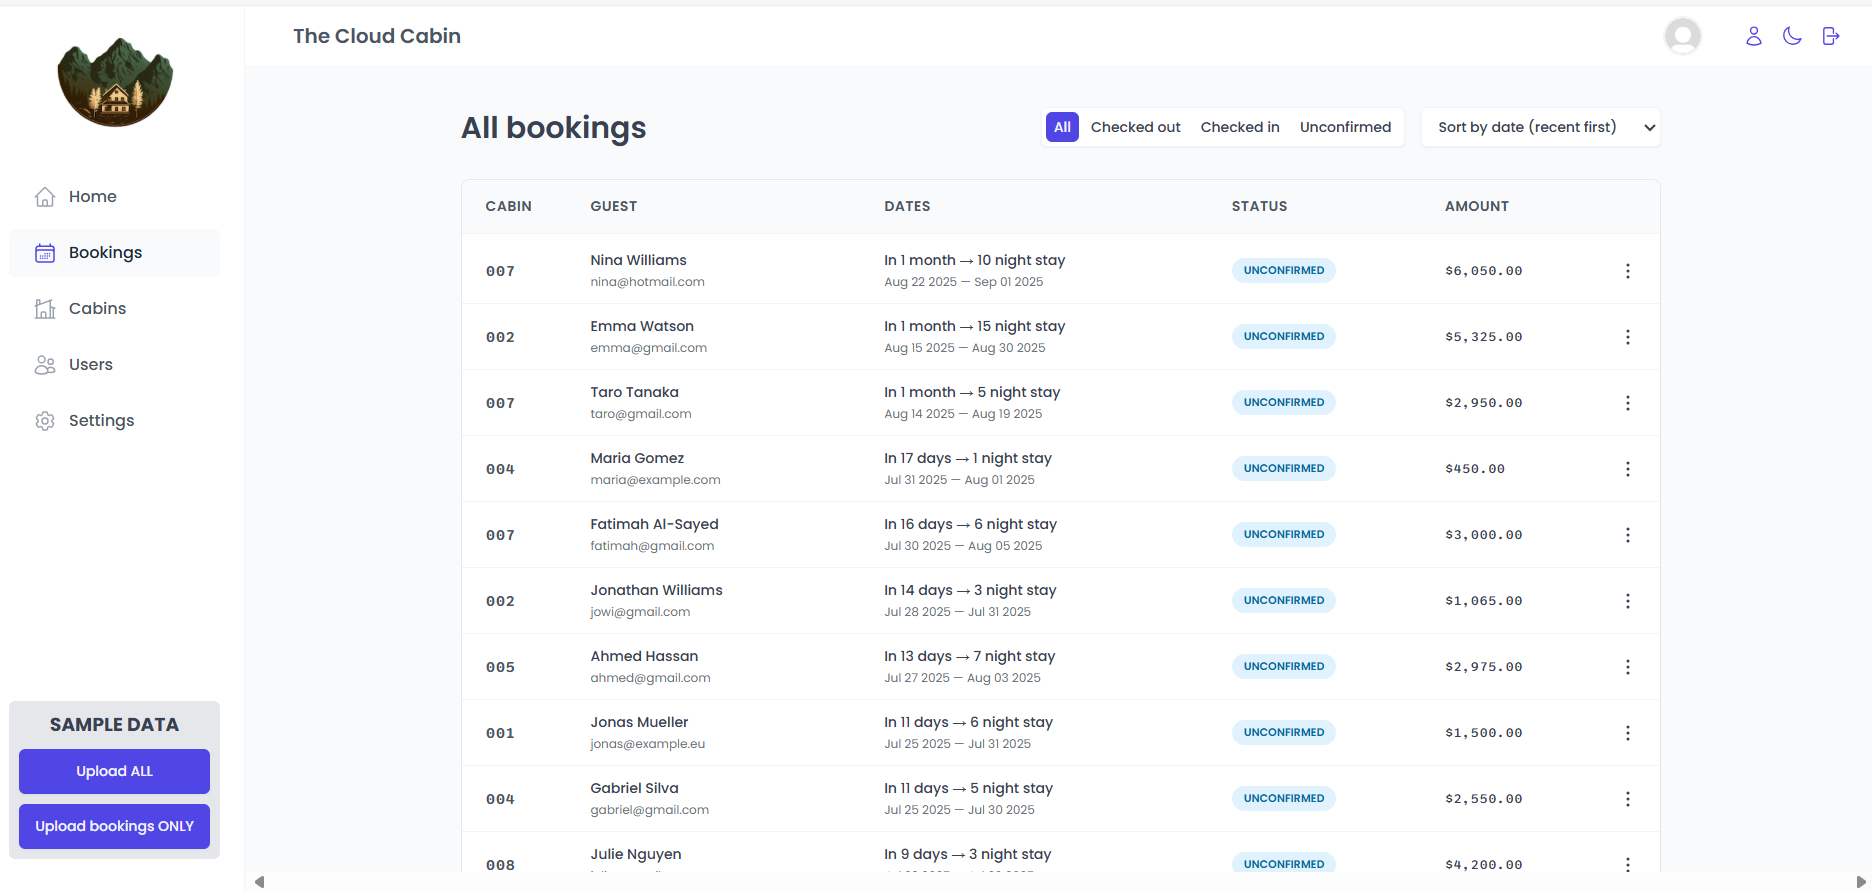 The Cloud Cabin
Home
Bookings
Cabins
Users
Settings
SAMPLE DATA
Upload ALL
Upload bookings ONLY
All bookings
All Checked out Checked in Unconfirmed Sort by date (recent first)
CABIN GUEST DATES STATUS AMOUNT
007 Nina Williams In 1 month → 10 night stay UNCONFIRMED $6,050.00
nina@hotmail.com Aug 22 2025 — Sep 01 2025
002 Emma Watson In 1 month → 15 night stay UNCONFIRMED $5,325.00
emma@gmail.com Aug 15 2025 — Aug 30 2025
007 Taro Tanaka In 1 month → 5 night stay UNCONFIRMED $2,950.00
taro@gmail.com Aug 14 2025 — Aug 19 2025
004 Maria Gomez In 17 days → 1 night stay UNCONFIRMED $450.00
maria@example.com Jul 31 2025 — Aug 01 2025
007 Fatimah Al-Sayed In 16 days → 6 night stay UNCONFIRMED $3,000.00
fatimah@gmail.com Jul 30 2025 — Aug 05 2025
002 Jonathan Williams In 14 days → 3 night stay UNCONFIRMED $1,065.00
jowi@gmail.com Jul 28 2025 — Jul 31 2025
005 Ahmed Hassan In 13 days → 7 night stay UNCONFIRMED $2,975.00
ahmed@gmail.com Jul 27 2025 — Aug 03 2025
001 Jonas Mueller In 11 days → 6 night stay UNCONFIRMED $1,500.00
jonas@example.eu Jul 25 2025 — Jul 31 2025
004 Gabriel Silva In 11 days → 5 night stay UNCONFIRMED $2,550.00
gabriel@gmail.com Jul 25 2025 — Jul 30 2025
008 Julie Nguyen In 9 days → 3 night stay UNCONFIRMED $4,200.00